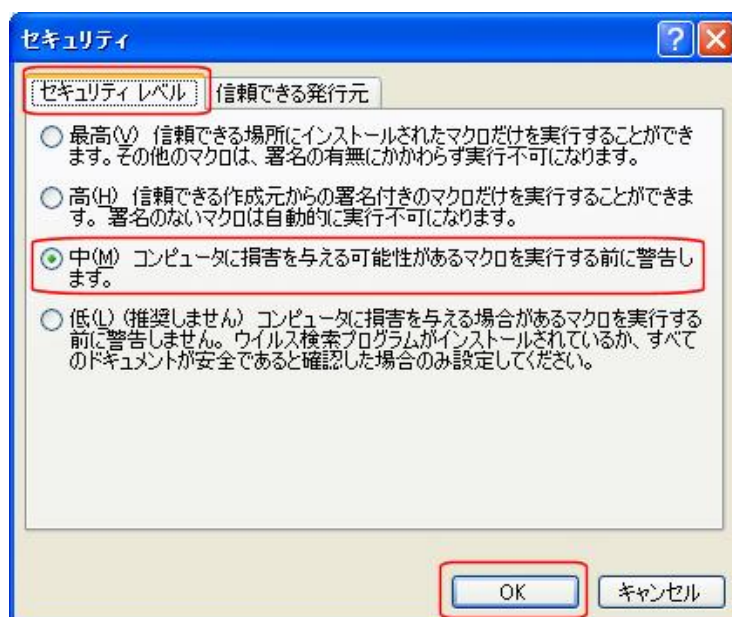 セキュリティ
セキュリティ レベル 信頼できる発行元
最高(V) 信頼できる場所にインストールされたマクロだけを実行することができ
ます。その他のマクロは、署名の有無にかかわらず実行不可になります。
高(H) 信頼できる作成元からの署名付きのマクロだけを実行することができま
す。署名のないマクロは自動的に実行不可になります。
中(M) コンピュータに損害を与える可能性があるマクロを実行する前に警告し
ます。
低(L) (推奨しません) コンピュータに損害を与える場合があるマクロを実行する
前に警告しません。ウイルス検索プログラムがインストールされているか、すべて
のドキュメントが安全であると確認した場合のみ設定してください。
OK キャンセル